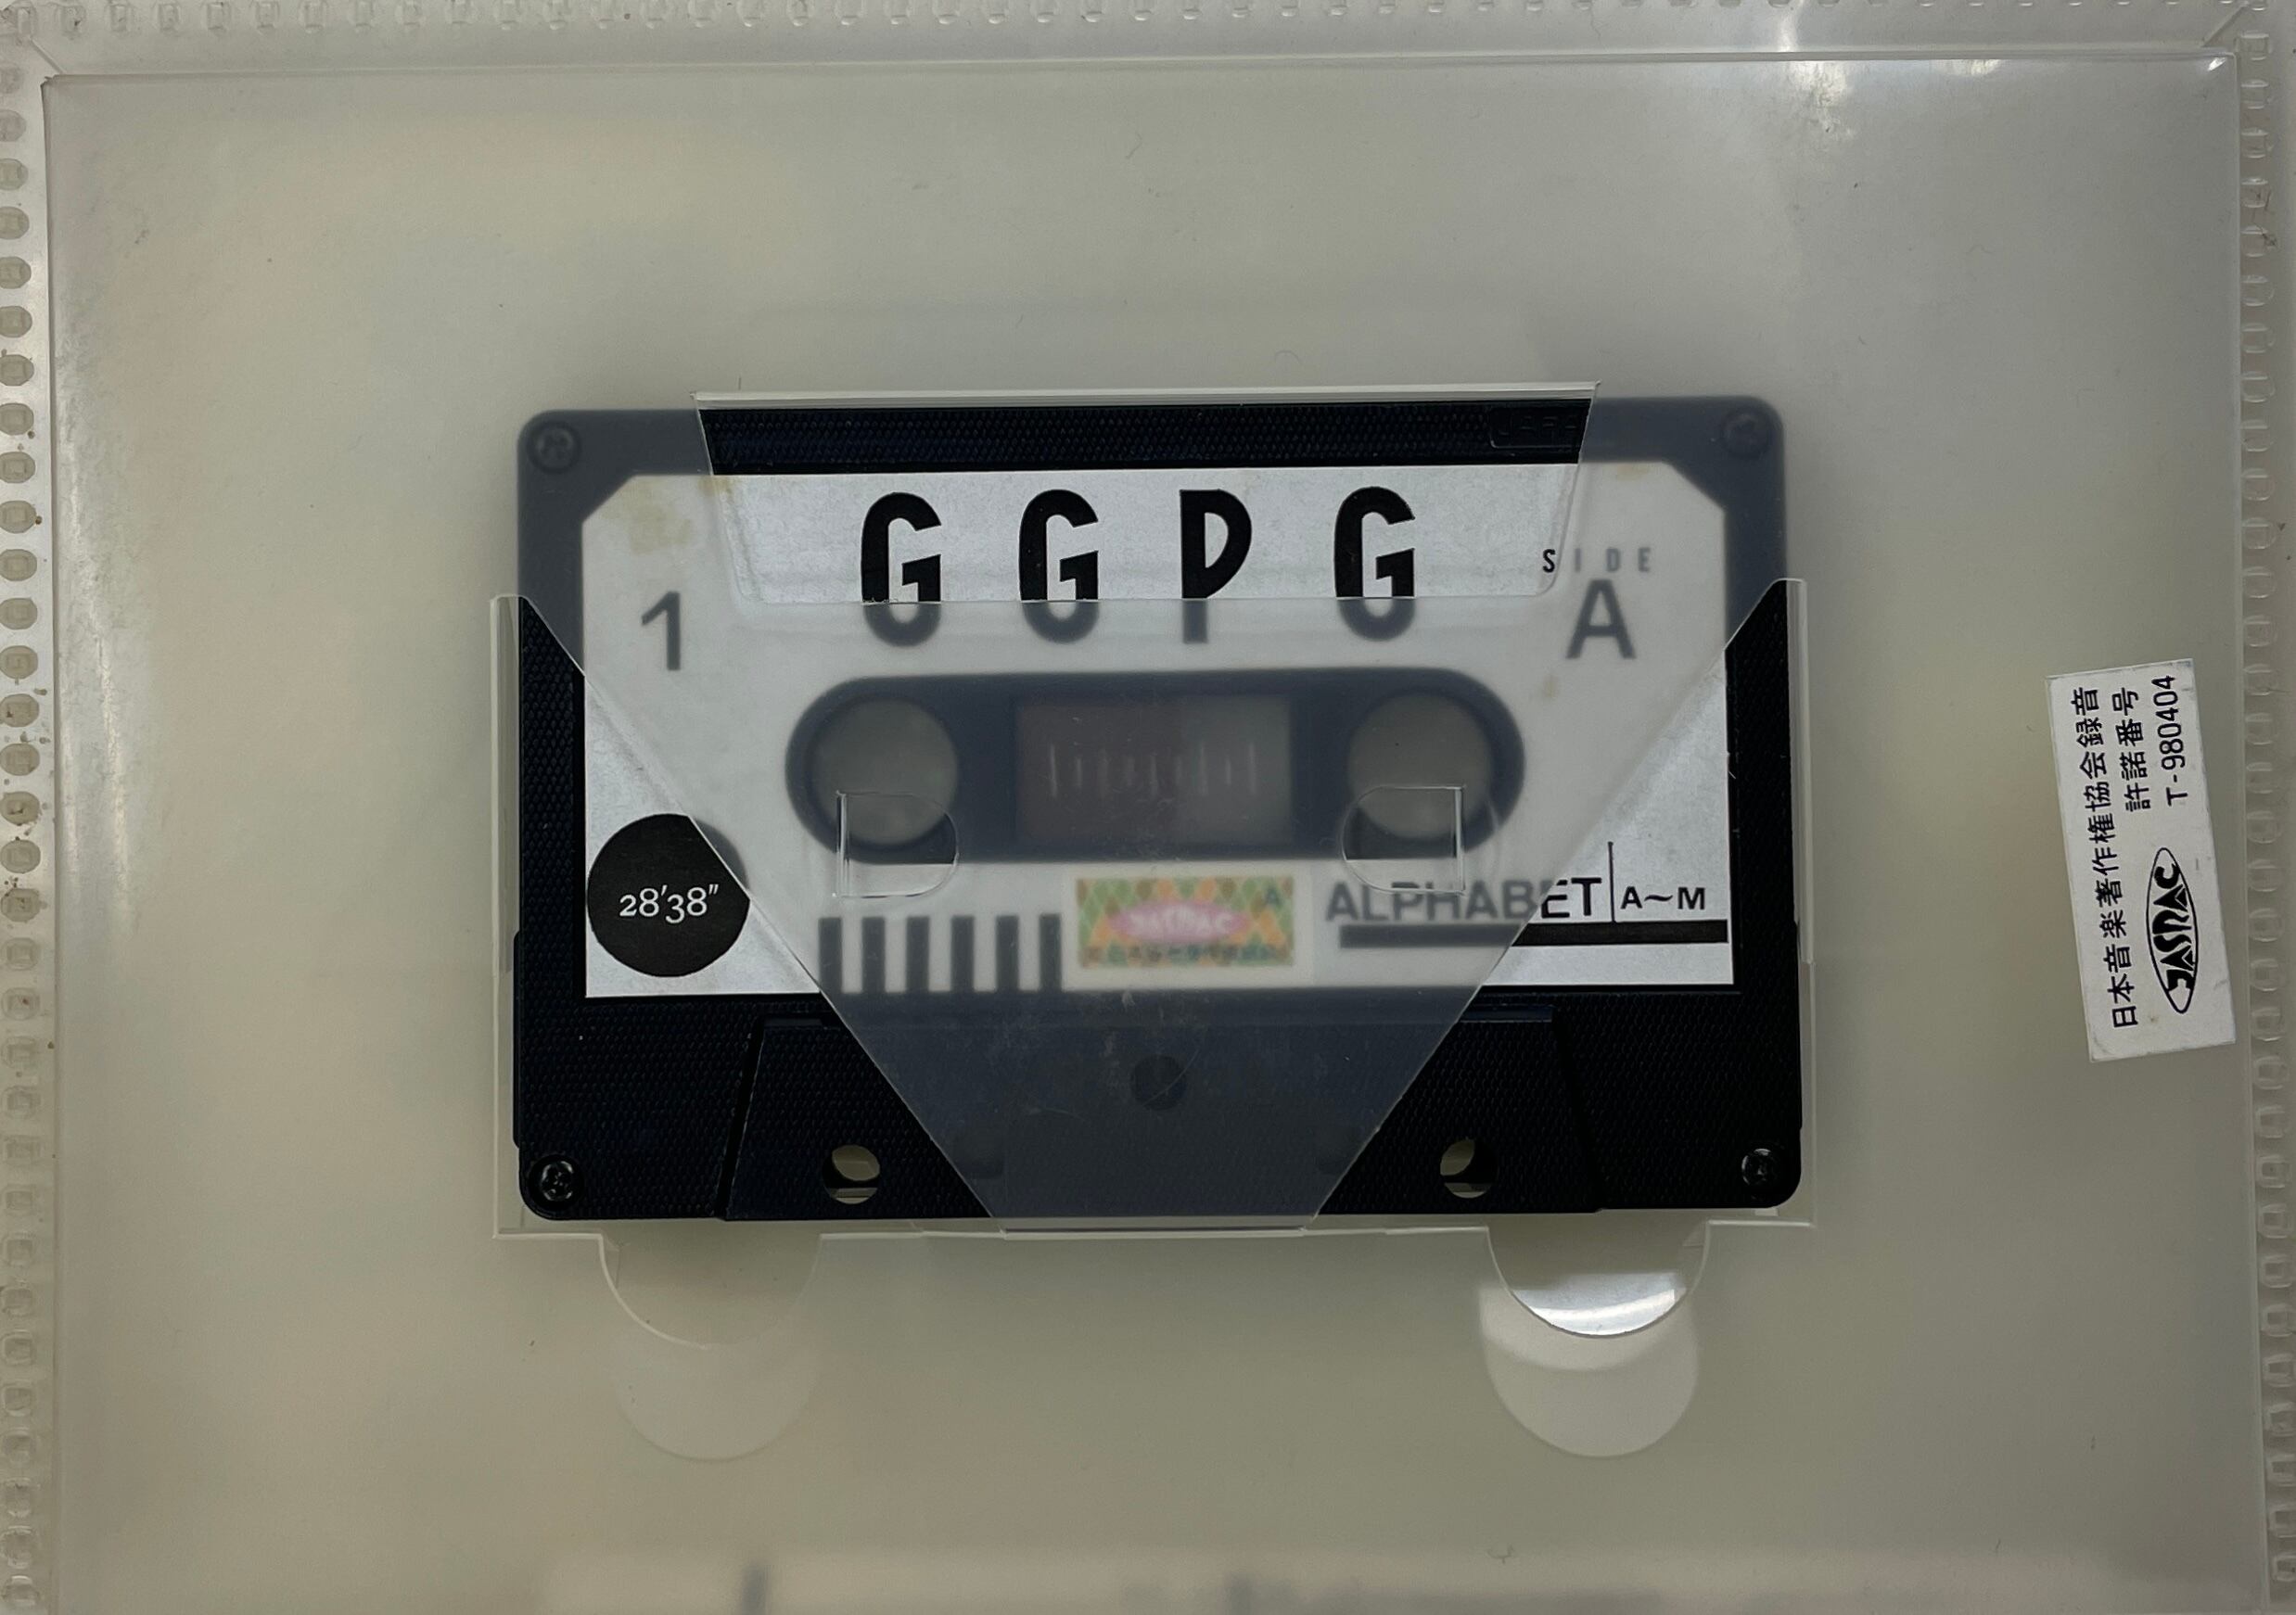 G G P G
SIDE
A
1
28'38"
JASRAC
ALPHABET A~M
日本音楽著作権協会録音
許諾番号
JASRAC T-980404